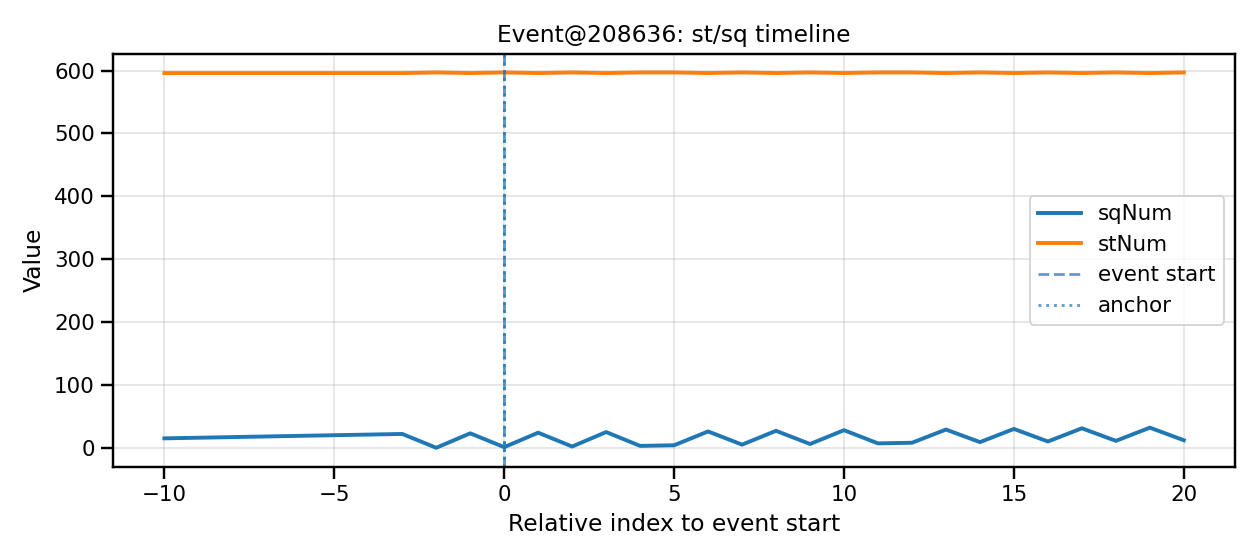 Event@208636: st/sq timeline
600
500
400
300
200
100
0
Value
sqNum
stNum
event start
anchor
−10
−5
0
5
10
15
20
Relative index to event start